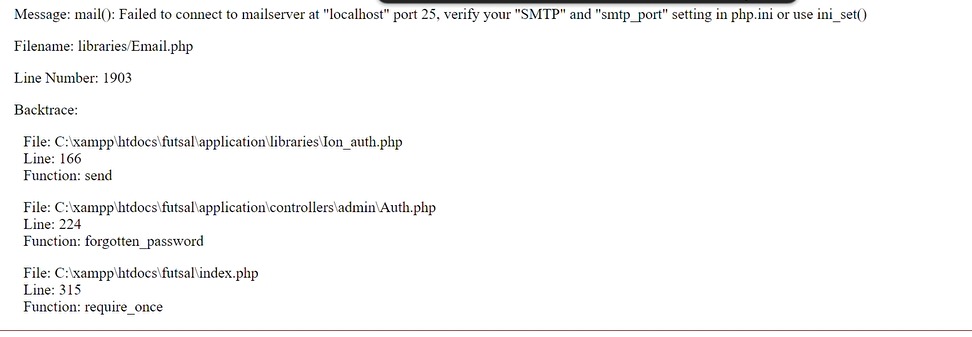 Message: mail(): Failed to connect to mailserver at "localhost" port 25, verify your "SMTP" and "smtp_port" setting in php.ini or use ini_set()
Filename: libraries/Email.php
Line Number: 1903
Backtrace:
File: C:\xampp\htdocs\futsal\application\libraries\Ion_auth.php
Line: 166
Function: send
File: C:\xampp\htdocs\futsal\application\controllers\admin\Auth.php
Line: 224
Function: forgotten_password
File: C:\xampp\htdocs\futsal\index.php
Line: 315
Function: require_once